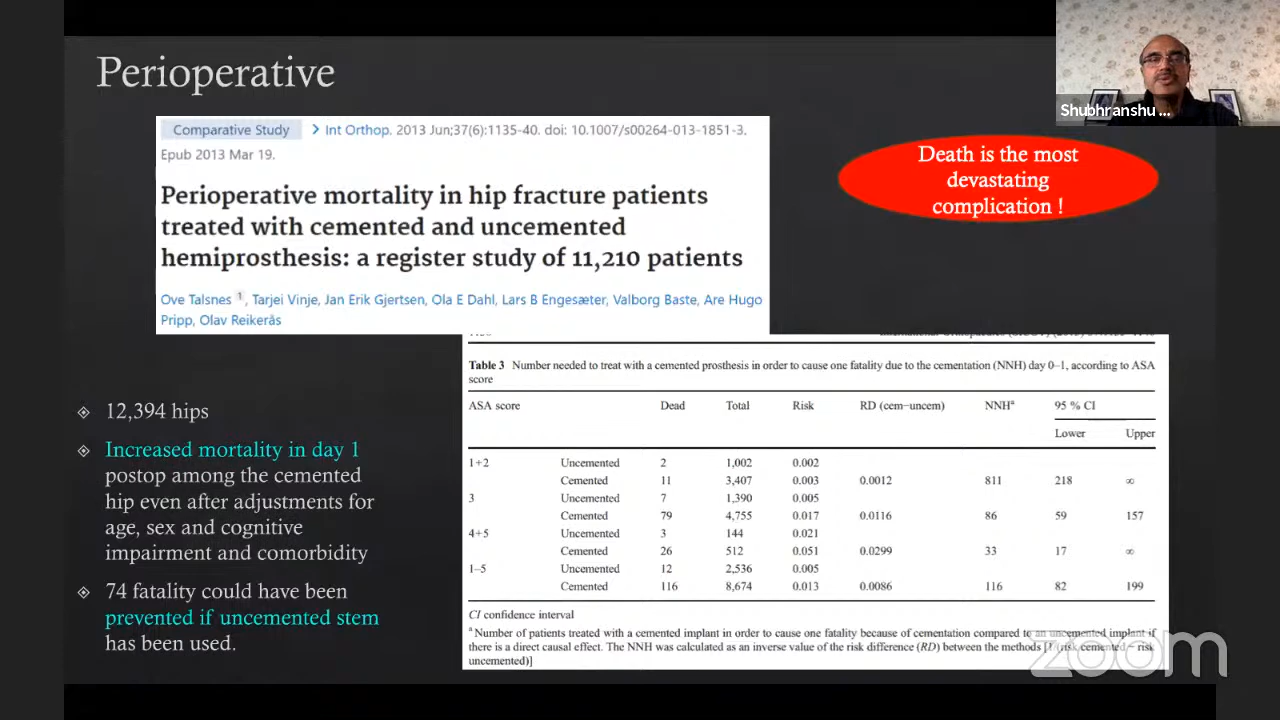 Perioperative
Comparative Study > Int Orthop. 2013 Jun;37(6):1135-40. doi: 10.1007/s00264-013-1851-3.
Epub 2013 Mar 19.
Perioperative mortality in hip fracture patients
treated with cemented and uncemented
hemiprosthesis: a register study of 11,210 patients
Ove Talsnes 1, Tarjei Vinje, Jan Erik Gjertsen, Ola E Dahl, Lars B Engesæter, Valborg Baste, Are Hugo
Pripp, Olav Reikerås
Shubhranshu ...
Death is the most
devastating
complication !
12,394 hips
Increased mortality in day 1
postop among the cemented
hip even after adjustments for
age, sex and cognitive
impairment and comorbidity
74 fatality could have been
prevented if uncemented stem
has been used.
Table 3 Number needed to treat with a cemented prosthesis in order to cause one fatality due to the cementation (NNH) day 0–1, according to ASA
score
ASA score Dead Total Risk RD (cem−uncem) NNHa 95 % CI
Lower Upper
1+2 Uncemented 2 1,002 0.002
Cemented 11 3,407 0.003 0.0012 811 218 ∞
3 Uncemented 7 1,390 0.005
Cemented 79 4,755 0.017 0.0116 86 59 157
4+5 Uncemented 3 144 0.021
Cemented 26 512 0.051 0.0299 33 17 ∞
1–5 Uncemented 12 2,536 0.005
Cemented 116 8,674 0.013 0.0086 116 82 199
CI confidence interval
a Number of patients treated with a cemented implant in order to cause one fatality because of cementation compared to an uncemented implant if
there is a direct causal effect. The NNH was calculated as an inverse value of the risk difference (RD) between the methods [1/(risk cemented − risk
uncemented)]
zoom